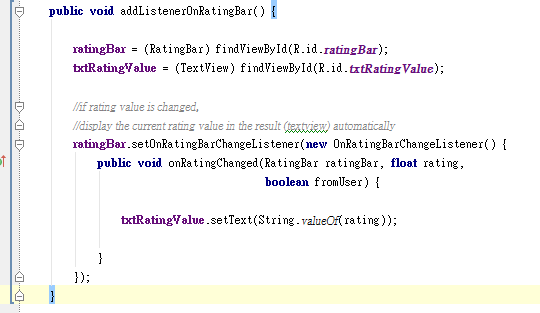 public void addListenerOnRatingBar() {
ratingBar = (RatingBar) findViewById(R.id.ratingBar);
txtRatingValue = (TextView) findViewById(R.id.txtRatingValue);
//if rating value is changed,
//display the current rating value in the result (textview) automatically
ratingBar.setOnRatingBarChangeListener(new OnRatingBarChangeListener() {
public void onRatingChanged(RatingBar ratingBar, float rating,
boolean fromUser) {
txtRatingValue.setText(String.valueOf(rating));
}
});
}